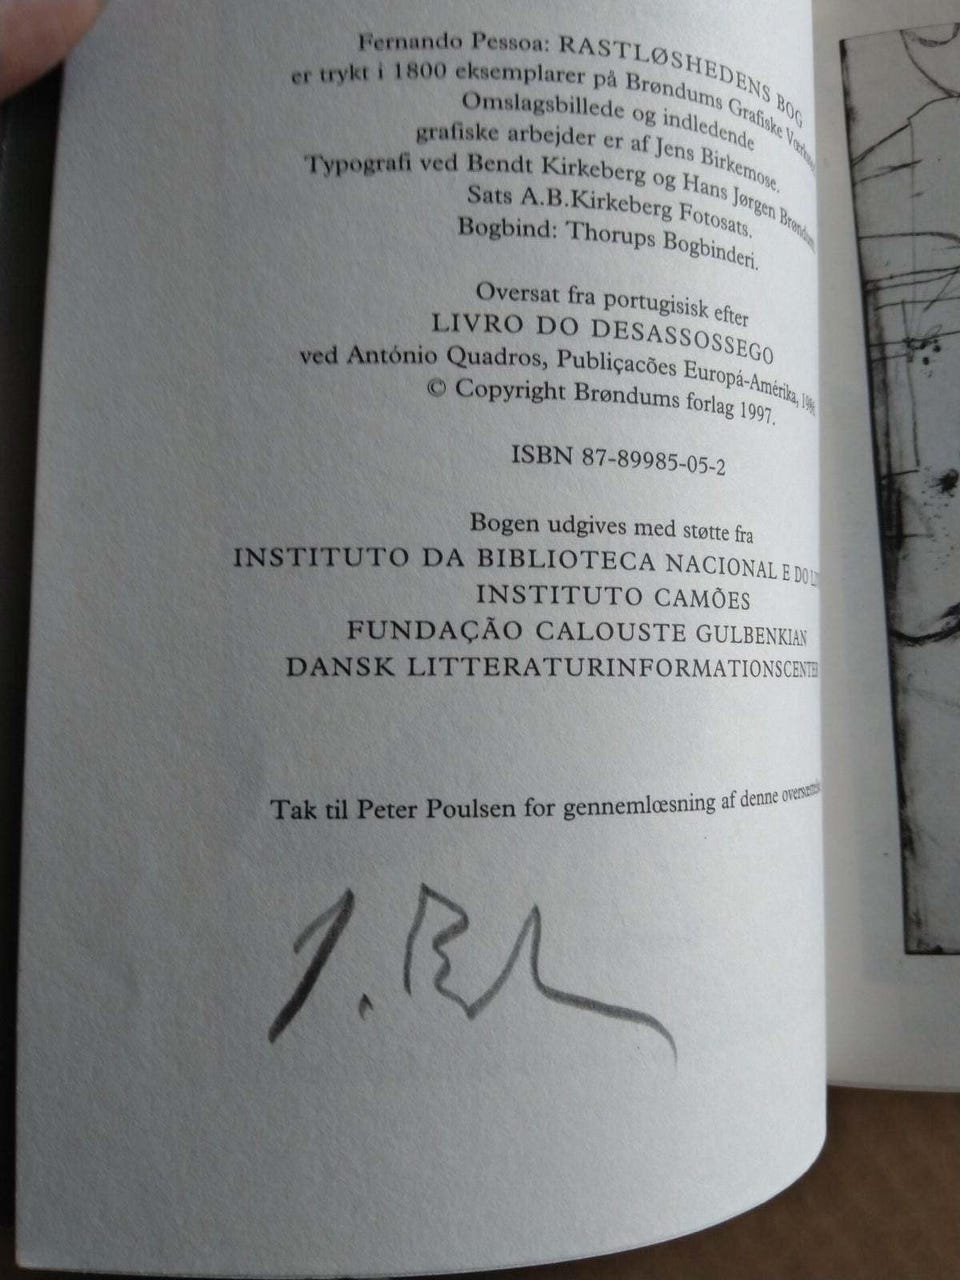 Fernando Pessoa: RASTLØSHEDENS BOG
er trykt i 1800 eksemplarer på Brøndums Grafiske
Omslagsbillede og indledende
grafiske arbejder er af Jens Birkemose.
Typografi ved Bendt Kirkeberg og Hans Jørgen Brøndum
Sats A.B.Kirkeberg Fotosats.
Bogbind: Thorups Bogbinderi.
Oversat fra portugisisk efter
LIVRO DO DESASSOSSEGO
ved António Quadros, Publiçacões Europá-Amérika,
© Copyright Brøndums forlag 1997.
ISBN 87-89985-05-2
Bogen udgives med støtte fra
INSTITUTO DA BIBLIOTECA NACIONAL E DO
INSTITUTO CAMÕES
FUNDAÇÃO CALOUSTE GULBENKIAN
DANSK LITTERATURINFORMATIONSCENTER
Tak til Peter Poulsen for gennemlœsning af denne